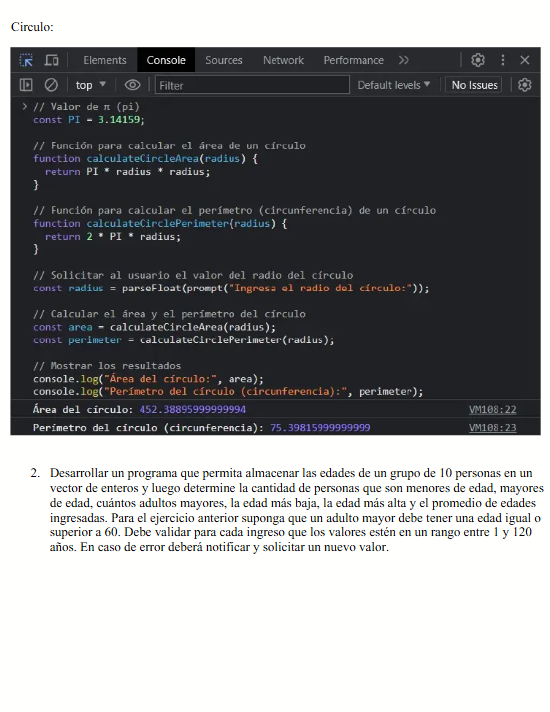 Circulo:
Elements Console Sources Network Performance
top Filter Default levels ▼ No Issues
// Valor de π (pi)
const PI = 3.14159;
// Función para calcular el área de un círculo
function calculateCircleArea(radius) {
return PI * radius * radius;
}
// Función para calcular el perímetro (circunferencia) de un círculo
function calculateCirclePerimeter(radius) {
return 2 * PI * radius;
}
// Solicitar al usuario el valor del radio del círculo
const radius = parseFloat(prompt("Ingresa el radio del círculo:"));
// Calcular el área y el perímetro del círculo
const area = calculateCircleArea(radius);
const perimeter = calculateCirclePerimeter(radius);
// Mostrar los resultados
console.log("Área del círculo:", area);
console.log("Perímetro del círculo (circunferencia):", perimeter);
Área del círculo: 452.38895999999994 VM108:22
Perímetro del círculo (circunferencia): 75.39815999999999 VM108:23
2. Desarrollar un programa que permita almacenar las edades de un grupo de 10 personas en un
vector de enteros y luego determine la cantidad de personas que son menores de edad, mayores
de edad, cuántos adultos mayores, la edad más baja, la edad más alta y el promedio de edades
ingresadas. Para el ejercicio anterior suponga que un adulto mayor debe tener una edad igual o
superior a 60. Debe validar para cada ingreso que los valores estén en un rango entre 1 y 120
años. En caso de error deberá notificar y solicitar un nuevo valor.